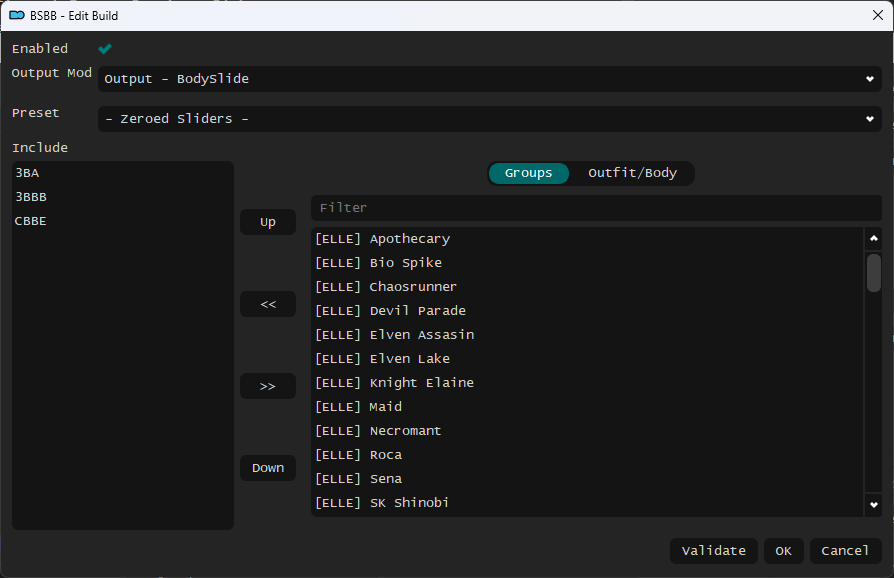 BSBB - Edit Build
Enabled
Output Mod
Output - BodySlide
Preset
- Zeroed Sliders -
Include
3BA
3BBB
CBBE
Up
<<
>>
Down
Groups
Outfit/Body
Filter
[ELLE] Apothecary
[ELLE] Bio Spike
[ELLE] Chaosrunner
[ELLE] Devil Parade
[ELLE] Elven Assasin
[ELLE] Elven Lake
[ELLE] Knight Elaine
[ELLE] Maid
[ELLE] Necromant
[ELLE] Roca
[ELLE] Sena
[ELLE] SK Shinobi
Validate
OK
Cancel